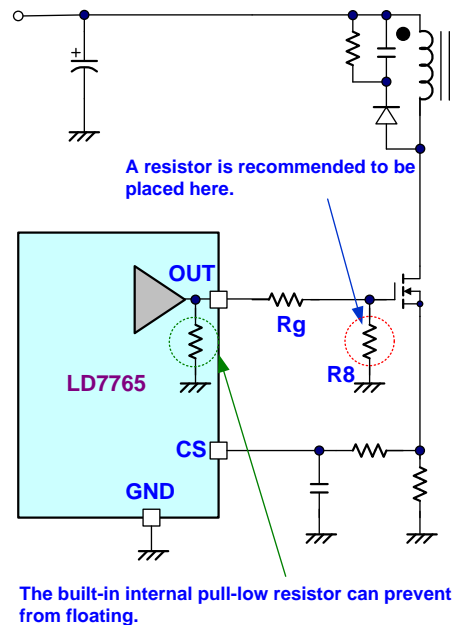 +
A resistor is recommended to be
placed here.
OUT
Rg
R8
LD7765
CS
GND
The built-in internal pull-low resistor can prevent
from floating.